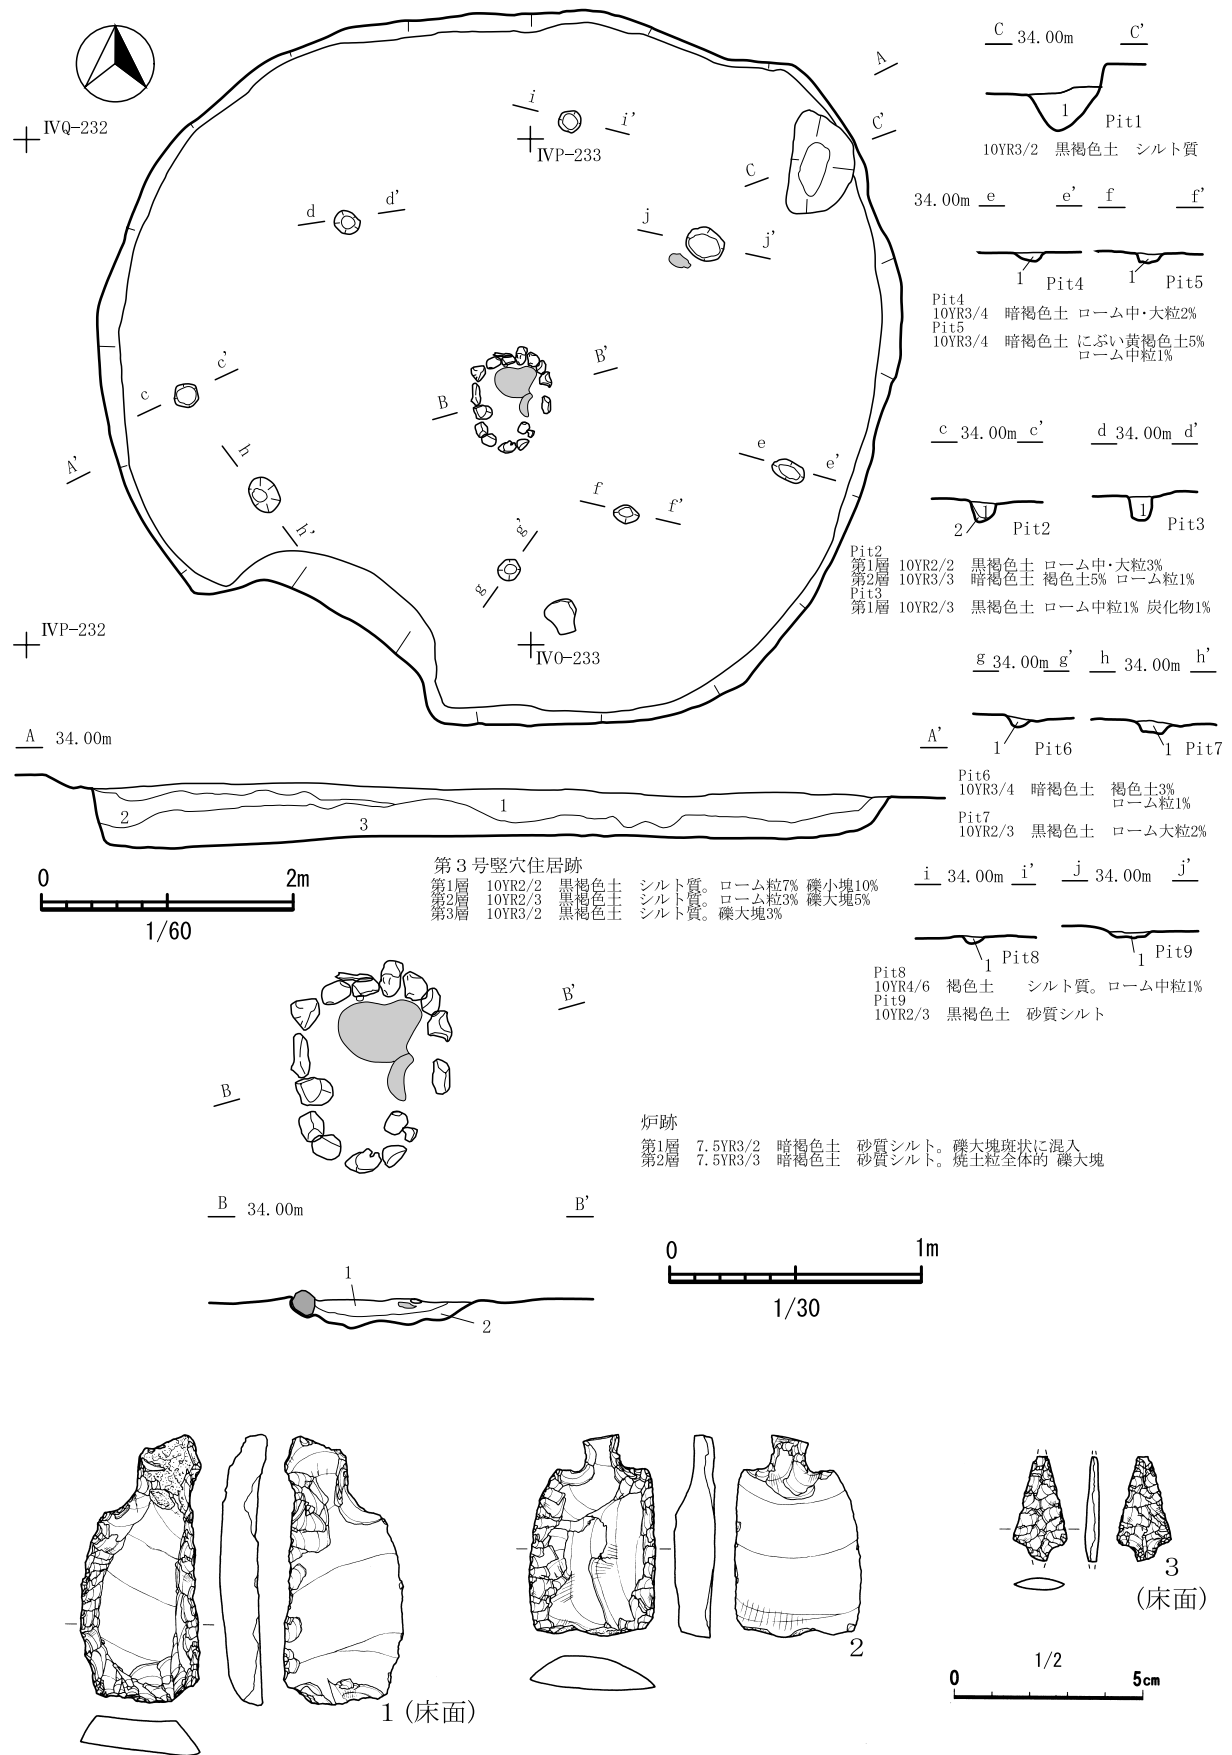 C 34.00m C'
1
Pit1
10YR3/2 黒褐色土 シルト質
A
C'
C
i
i'
ⅣQ-232
ⅣP-233
d
d'
j
j'
34.00m e e' f f'
1 Pit4
1 Pit5
Pit4
10YR3/4 暗褐色土 ローム中・大粒2%
Pit5
10YR3/4 暗褐色土 にぶい黄褐色土5%
ローム中粒1%
c
c'
B
B'
A'
h
h'
e
e'
f
f'
g
g'
c 34.00m c' d 34.00m d'
1
2 Pit2
1
Pit3
Pit2
第1層 10YR2/2 黒褐色土 ローム中・大粒3%
第2層 10YR3/3 暗褐色土 褐色土5% ローム粒1%
Pit3
第1層 10YR2/3 黒褐色土 ローム中粒1% 炭化物1%
ⅣP-232
ⅣO-233
g 34.00m g' h 34.00m h'
1 Pit6
1 Pit7
Pit6
10YR3/4 暗褐色土 褐色土3%
ローム粒1%
Pit7
10YR2/3 黒褐色土 ローム大粒2%
A 34.00m A'
1
2
3
0 2m
1/60
第3号竪穴住居跡
第1層 10YR2/2 黒褐色土 シルト質。ローム粒7% 礫小塊10%
第2層 10YR2/3 黒褐色土 シルト質。ローム粒3% 礫大塊5%
第3層 10YR3/2 黒褐色土 シルト質。礫大塊3%
i 34.00m i' j 34.00m j'
1 Pit8
1 Pit9
Pit8
10YR4/6 褐色土 シルト質。ローム中粒1%
Pit9
10YR2/3 黒褐色土 砂質シルト
B
B'
炉跡
第1層 7.5YR3/2 暗褐色土 砂質シルト。礫大塊斑状に混入
第2層 7.5YR3/3 暗褐色土 砂質シルト。焼土粒全体的 礫大塊
B 34.00m B'
1
2
0 1m
1/30
1(床面)
2
3
(床面)
1/2
0 5cm